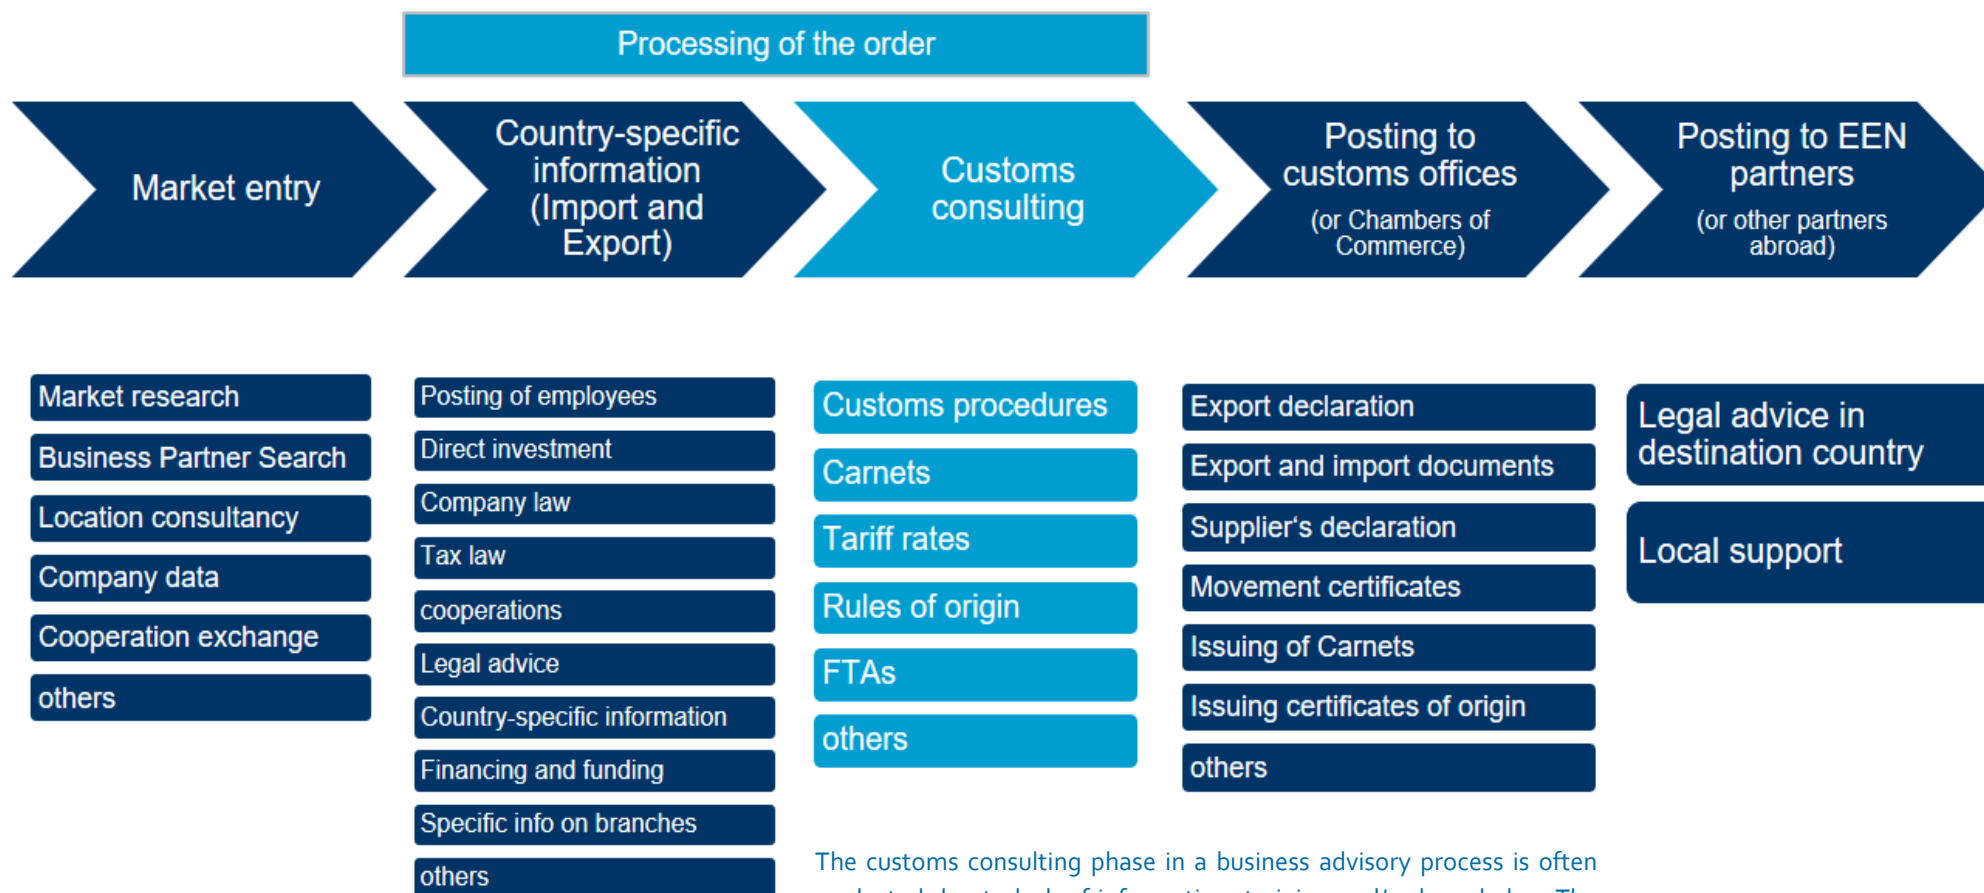 Processing of the order
Market entry
Country-specific
information
(Import and
Export)
Customs
consulting
Posting to
customs offices
(or Chambers of
Commerce)
Posting to EEN
partners
(or other partners
abroad)
Market research
Business Partner Search
Location consultancy
Company data
Cooperation exchange
others
Posting of employees
Direct investment
Company law
Tax law
cooperations
Legal advice
Country-specific information
Financing and funding
Specific info on branches
others
Customs procedures
Carnets
Tariff rates
Rules of origin
FTAs
others
Export declaration
Export and import documents
Supplier‘s declaration
Movement certificates
Issuing of Carnets
Issuing certificates of origin
others
Legal advice in
destination country
Local support
The customs consulting phase in a business advisory process is often